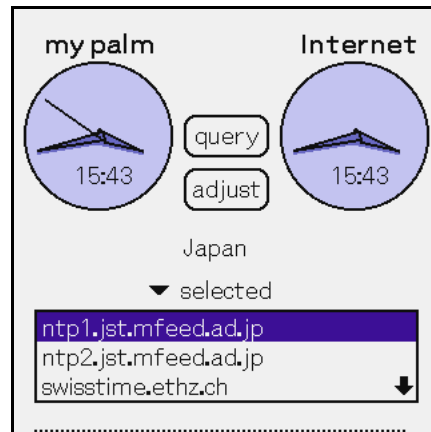 my palm
Internet
15:43
query
15:43
adjust
Japan
selected
ntp1.jst.mfeed.ad.jp
ntp2.jst.mfeed.ad.jp
swisstime.ethz.ch